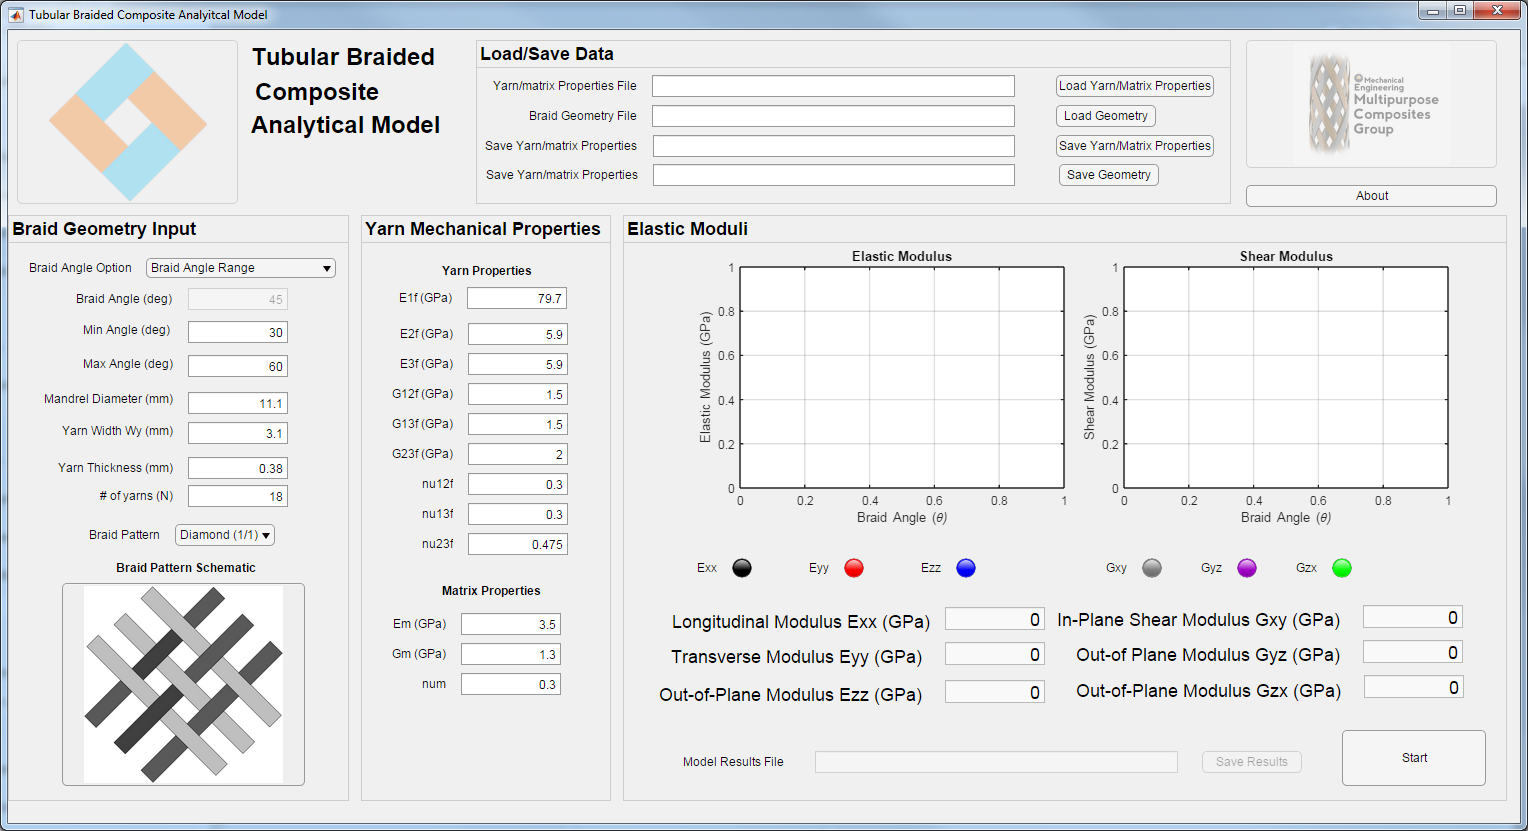 Tubular Braided Composite Analyitcal Model
Tubular Braided
Composite
Analytical Model
Load/Save Data
Yarn/matrix Properties File
Load Yarn/Matrix Properties
Braid Geometry File
Load Geometry
Save Yarn/matrix Properties
Save Yarn/Matrix Properties
Save Yarn/matrix Properties
Save Geometry
Mechanical
Engineering
Multipurpose
Composites
Group
About
Braid Geometry Input
Braid Angle Option
Braid Angle Range
Braid Angle (deg)
45
Min Angle (deg)
30
Max Angle (deg)
60
Mandrel Diameter (mm)
11.1
Yarn Width Wy (mm)
3.1
Yarn Thickness (mm)
0.38
# of yarns (N)
18
Braid Pattern
Diamond (1/1)
Braid Pattern Schematic
Yarn Mechanical Properties
Yarn Properties
E1f (GPa)
79.7
E2f (GPa)
5.9
E3f (GPa)
5.9
G12f (GPa)
1.5
G13f (GPa)
1.5
G23f (GPa)
2
nu12f
0.3
nu13f
0.3
nu23f
0.475
Matrix Properties
Em (GPa)
3.5
Gm (GPa)
1.3
num
0.3
Elastic Moduli
Elastic Modulus
Elastic Modulus (GPa)
1
0.8
0.6
0.4
0.2
0
0 0.2 0.4 0.6 0.8 1
Braid Angle (θ)
Shear Modulus
Shear Modulus (GPa)
1
0.8
0.6
0.4
0.2
0
0 0.2 0.4 0.6 0.8 1
Braid Angle (θ)
Exx
Eyy
Ezz
Gxy
Gyz
Gzx
Longitudinal Modulus Exx (GPa)
0
In-Plane Shear Modulus Gxy (GPa)
0
Transverse Modulus Eyy (GPa)
0
Out-of Plane Modulus Gyz (GPa)
0
Out-of-Plane Modulus Ezz (GPa)
0
Out-of-Plane Modulus Gzx (GPa)
0
Model Results File
Save Results
Start